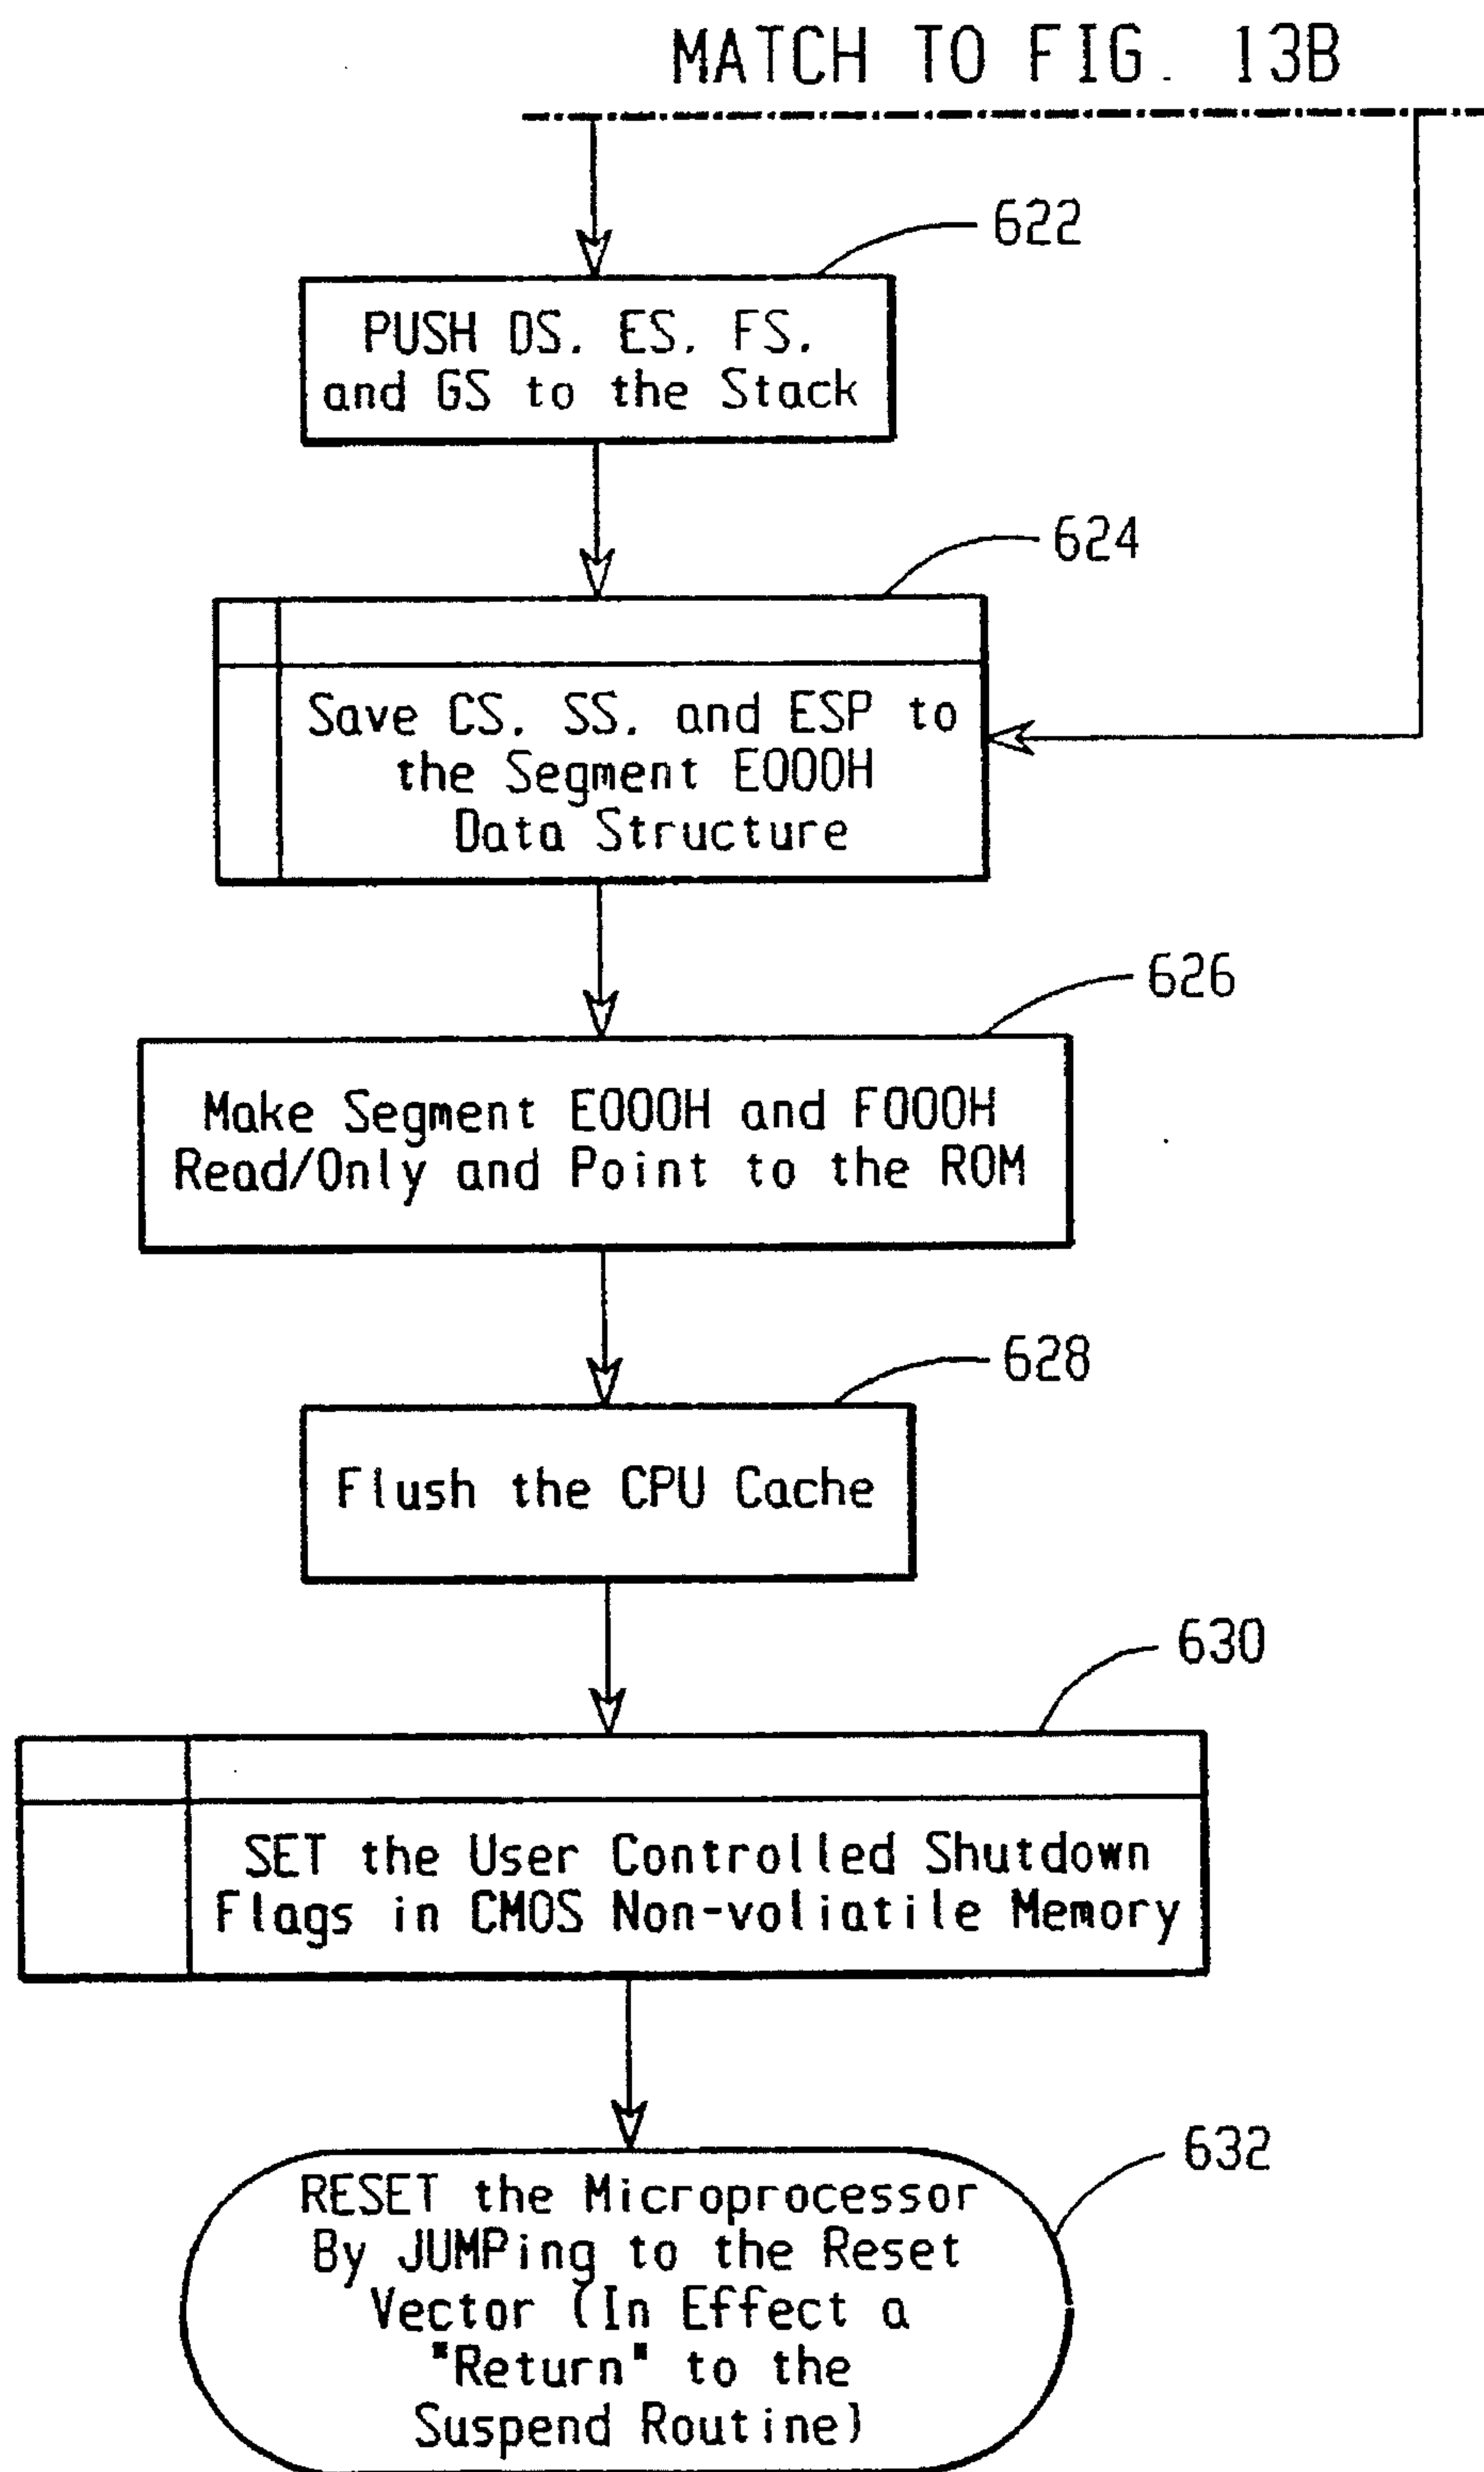 MATCH TO FIG. 13B
622
PUSH DS, ES, FS,
and GS to the Stack
624
Save CS, SS, and ESP to
the Segment E000H
Data Structure
626
Make Segment E000H and F000H
Read/Only and Point to the ROM
628
Flush the CPU Cache
630
SET the User Controlled Shutdown
Flags in CMOS Non-voliatile Memory
632
RESET the Microprocessor
By JUMPing to the Reset
Vector (In Effect a
"Return" to the
Suspend Routine)